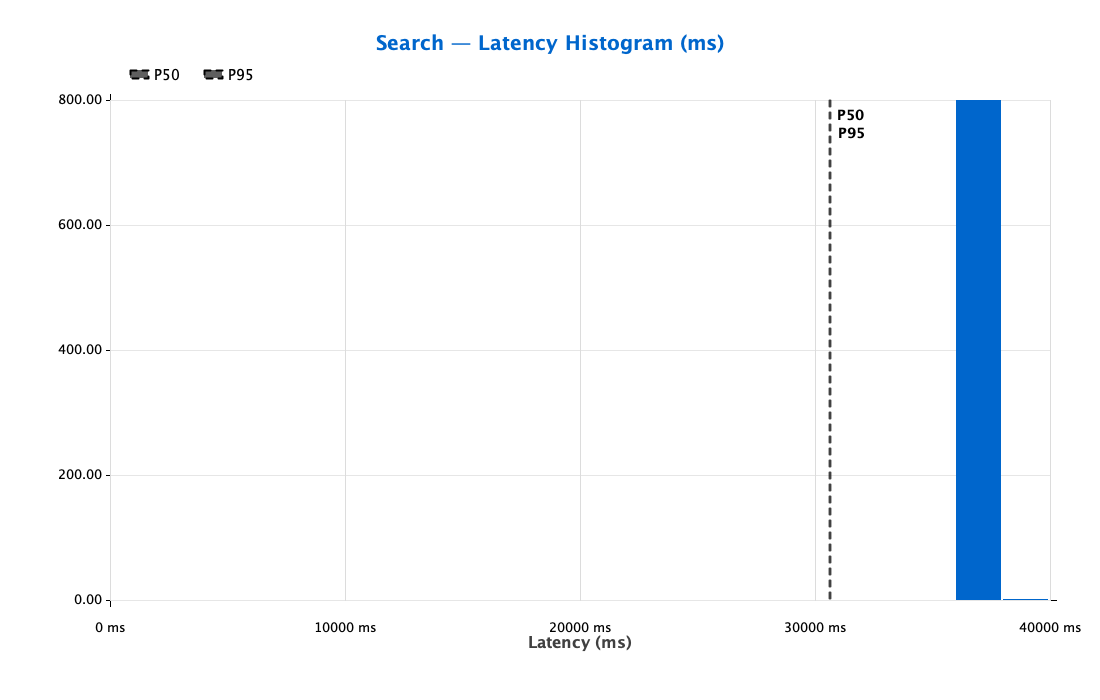 Search — Latency Histogram (ms)
P50 P95
800.00
P50
P95
600.00
400.00
200.00
0.00
0 ms 10000 ms 20000 ms 30000 ms 40000 ms
Latency (ms)